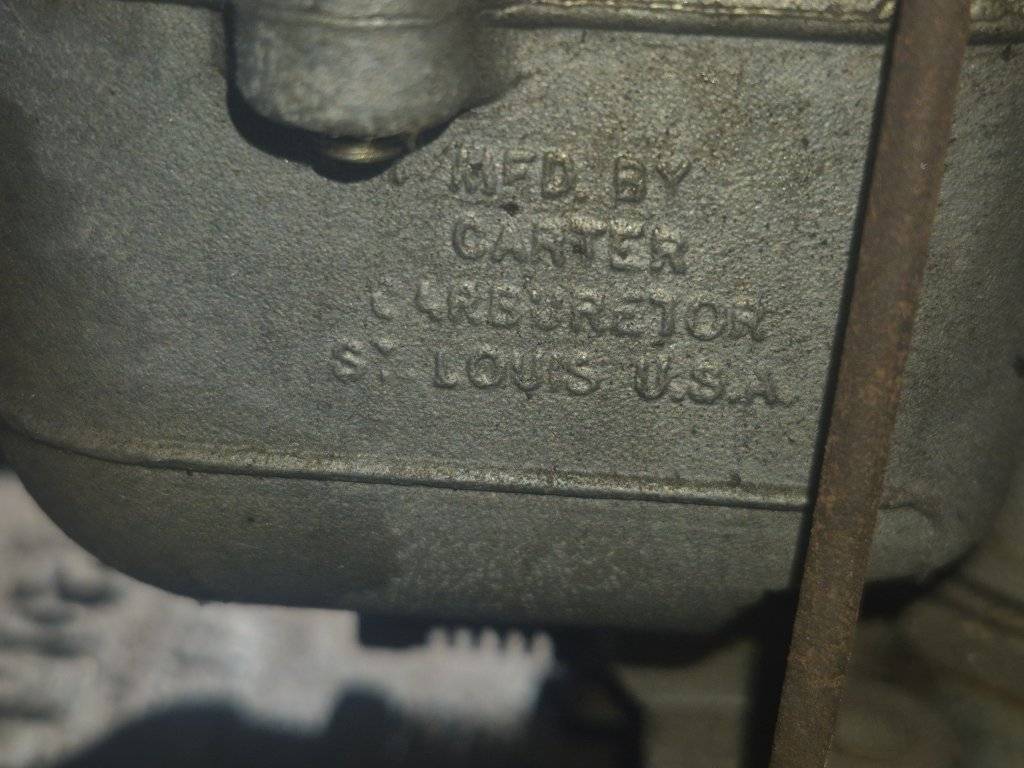 MFD. BY
CARTER
CARBURETOR
ST LOUIS U.S.A.